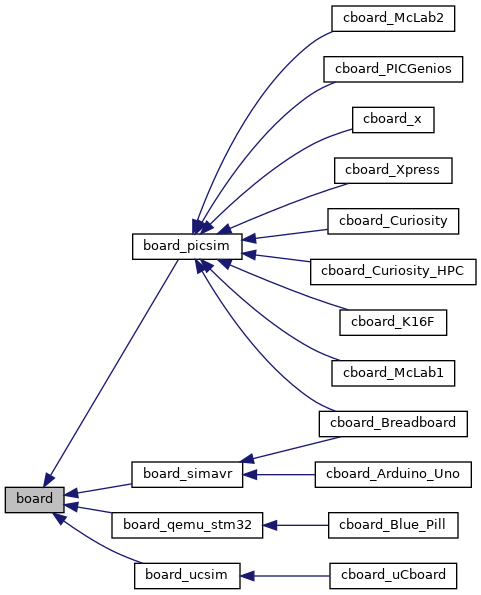 cboard_McLab2
cboard_PICGenios
cboard_x
cboard_Xpress
cboard_Curiosity
board_picsim
cboard_Curiosity_HPC
cboard_K16F
cboard_McLab1
cboard_Breadboard
board_simavr
cboard_Arduino_Uno
board
board_qemu_stm32
cboard_Blue_Pill
board_ucsim
cboard_uCboard